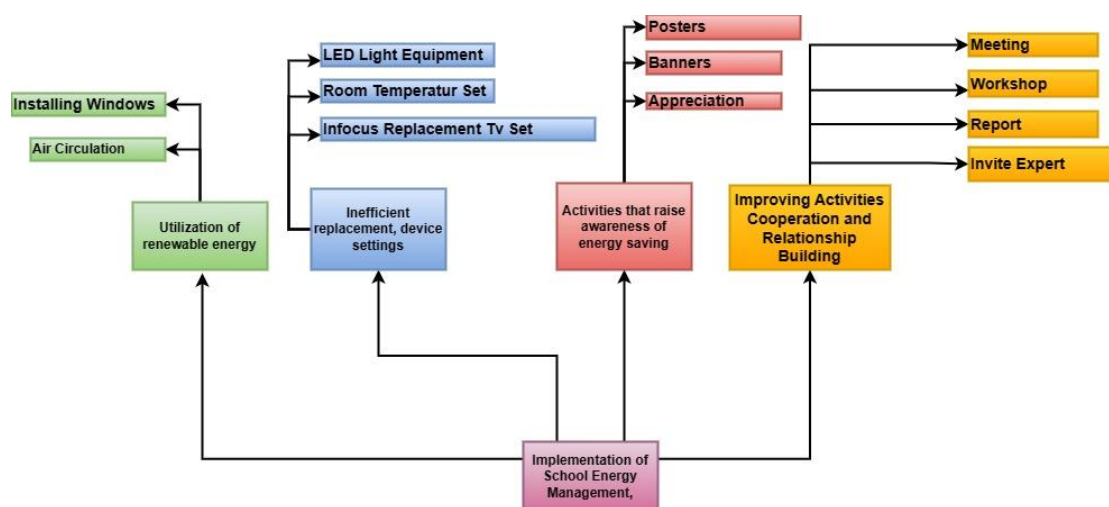 Posters
LED Light Equipment
Meeting
Banners
Room Temperatur Set
Workshop
Installing Windows
Appreciation
Infocus Replacement Tv Set
Report
Air Circulation
Invite Expert
Utilization of
renewable energy
Inefficient
replacement, device
settings
Activities that raise
awareness of
energy saving
Improving Activities
Cooperation and
Relationship
Building
Implementation of
School Energy
Management,